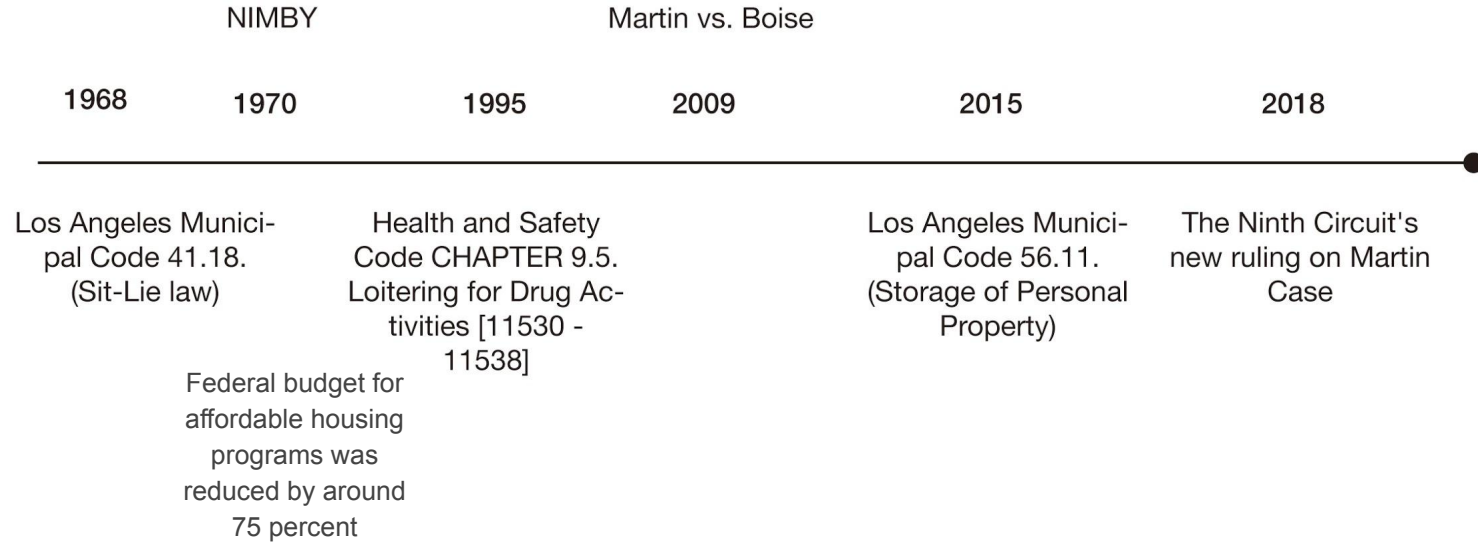 NIMBY
Martin vs. Boise
1968
1970
1995
2009
2015
2018
Los Angeles Munici-
pal Code 41.18.
(Sit-Lie law)
Health and Safety
Code CHAPTER 9.5.
Loitering for Drug Ac-
tivities [11530 -
11538]
Los Angeles Munici-
pal Code 56.11.
(Storage of Personal
Property)
The Ninth Circuit's
new ruling on Martin
Case
Federal budget for
affordable housing
programs was
reduced by around
75 percent